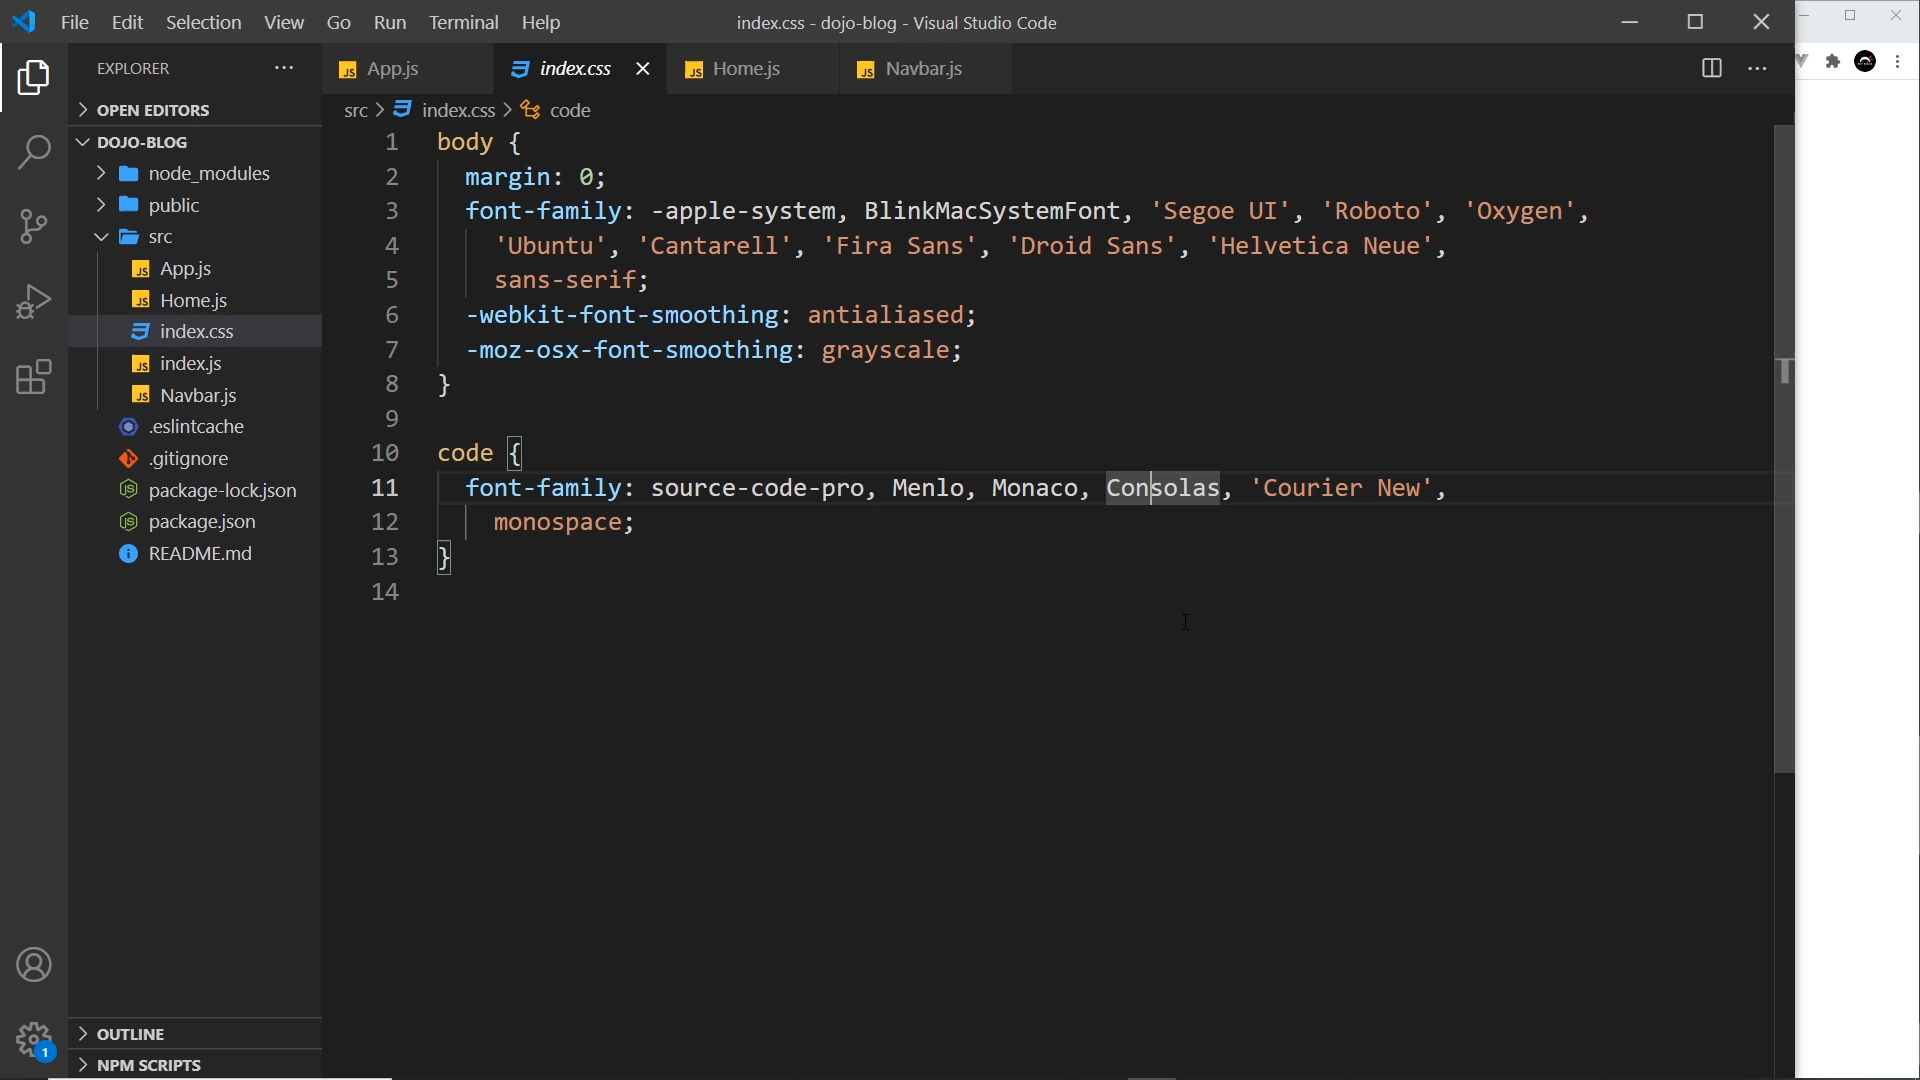 File Edit Selection View Go Run Terminal Help
index.css - dojo-blog - Visual Studio Code
EXPLORER
OPEN EDITORS
DOJO-BLOG
node_modules
public
src
App.js
Home.js
index.css
index.js
Navbar.js
.eslintcache
.gitignore
package-lock.json
package.json
README.md
OUTLINE
NPM SCRIPTS
1
App.js index.css Home.js Navbar.js
src > index.css > code
1 body {
2 margin: 0;
3 font-family: -apple-system, BlinkMacSystemFont, 'Segoe UI', 'Roboto', 'Oxygen',
4 'Ubuntu', 'Cantarell', 'Fira Sans', 'Droid Sans', 'Helvetica Neue',
5 sans-serif;
6 -webkit-font-smoothing: antialiased;
7 -moz-osx-font-smoothing: grayscale;
8 }
9
10 code {
11 font-family: source-code-pro, Menlo, Monaco, Consolas, 'Courier New',
12 monospace;
13 }
14